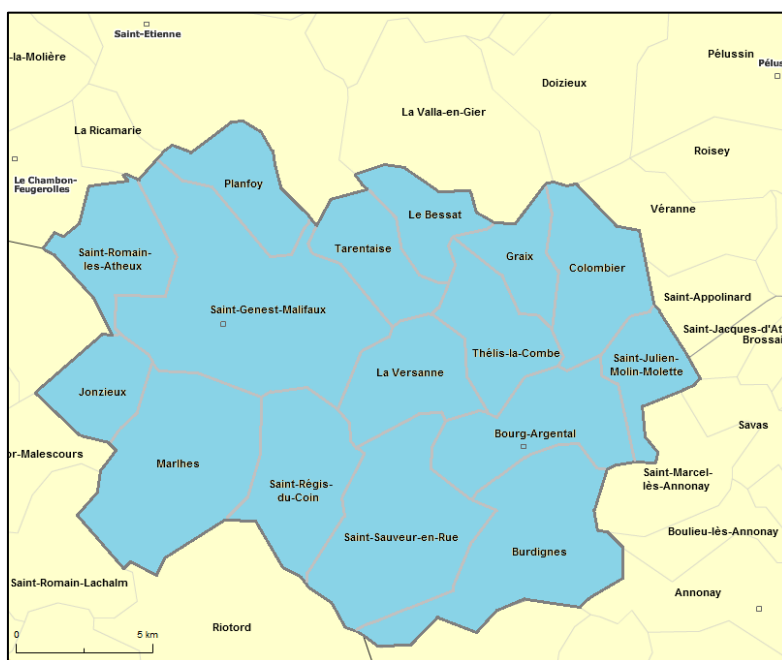 Saint-Etienne
-la-Molière
Pélussin
Pélus
Doizieux
La Valla-en-Gier
La Ricamarie
Roisey
Le Chambon-
Feugerolles
Planfoy
Véranne
Le Bessat
Saint-Romain-
les-Atheux
Tarentaise
Graix
Colombier
Saint-Appolinard
Saint-Genest-Malifaux
Saint-Jacques-d'At
Brossai
Thélis-la-Combe
Saint-Julien-
Molin-Molette
La Versanne
Jonzieux
Savas
Bourg-Argental
or-Malescours
Marlhes
Saint-Régis-
du-Coin
Saint-Marcel-
lès-Annonay
Saint-Sauveur-en-Rue
Burdignes
Boulieu-lès-Annonay
Saint-Romain-Lachalm
Annonay
Riotord
0 5 km